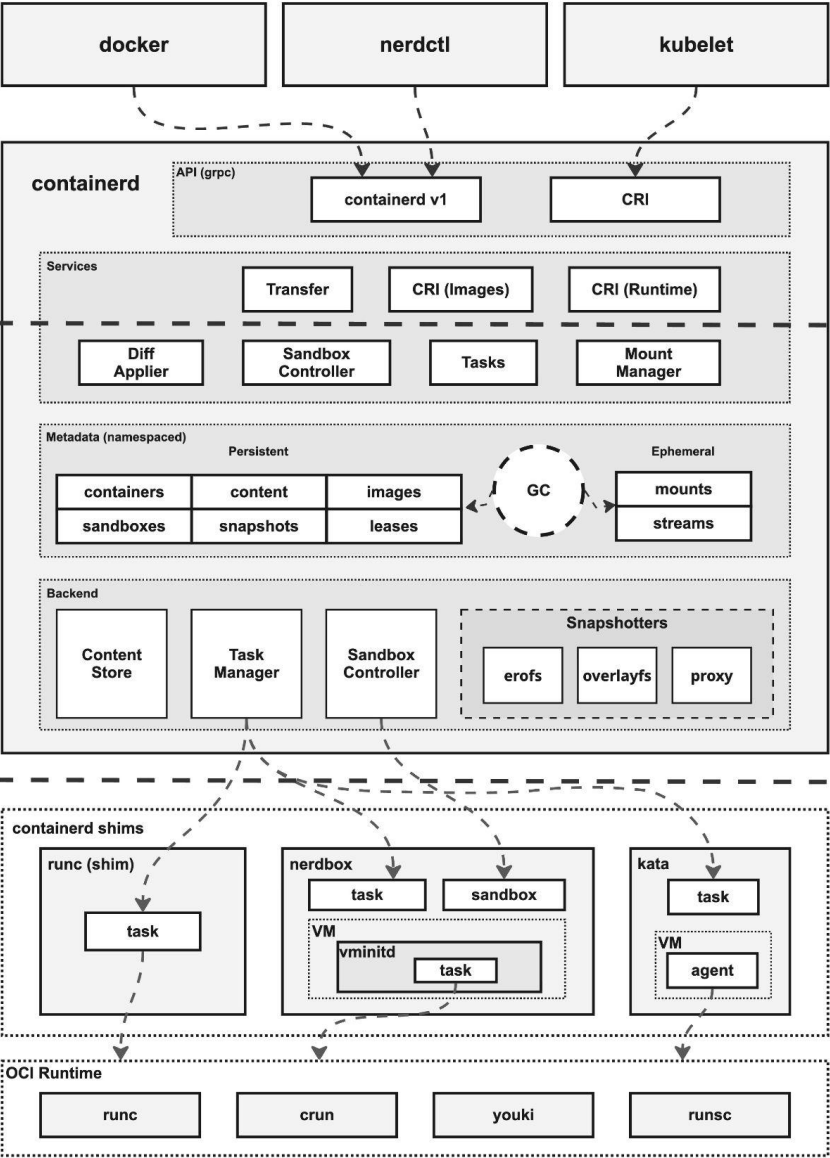 docker
nerdctl
kubelet
containerd
API (grpc)
containerd v1
CRI
Services
Transfer
CRI (Images)
CRI (Runtime)
Diff
Applier
Sandbox
Controller
Tasks
Mount
Manager
Metadata (namespaced)
Persistent
Ephemeral
containers
content
images
GC
mounts
sandboxes
snapshots
leases
streams
Backend
Content
Store
Task
Manager
Sandbox
Controller
Snapshotters
erofs
overlayfs
proxy
containerd shims
runc (shim)
task
nerdbox
task
sandbox
VM
vminitd
task
kata
task
VM
agent
OCI Runtime
runc
crun
youki
runsc